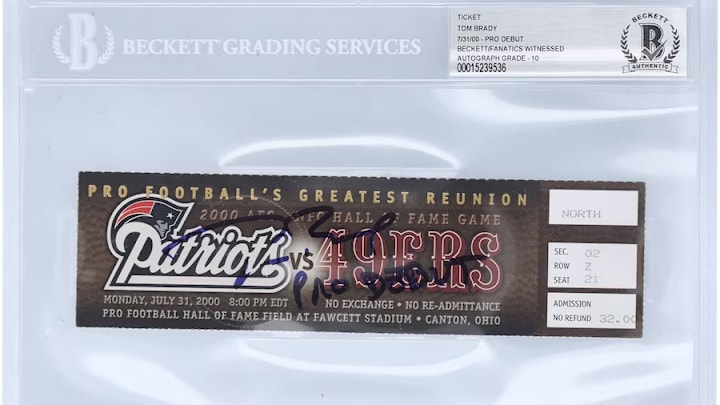 BECKETT GRADING SERVICES
TICKET
TOM BRADY
7/31/00 - PRO DEBUT
BECKETT/FANATICS WITNESSED
AUTOGRAPH GRADE - 10
00015239536
BECKETT
B
AUTHENTIC
PRO FOOTBALL'S GREATEST REUNION
2000 AFC NFC HALL OF FAME GAME
Patriots vs 49ERS
PRO DEBUT
MONDAY, JULY 31, 2000 8:00 PM EDT NO EXCHANGE • NO RE-ADMITTANCE
PRO FOOTBALL HALL OF FAME FIELD AT FAWCETT STADIUM • CANTON, OHIO
NORTH
SEC. 02
ROW Z
SEAT 21
ADMISSION
NO REFUND 32.00